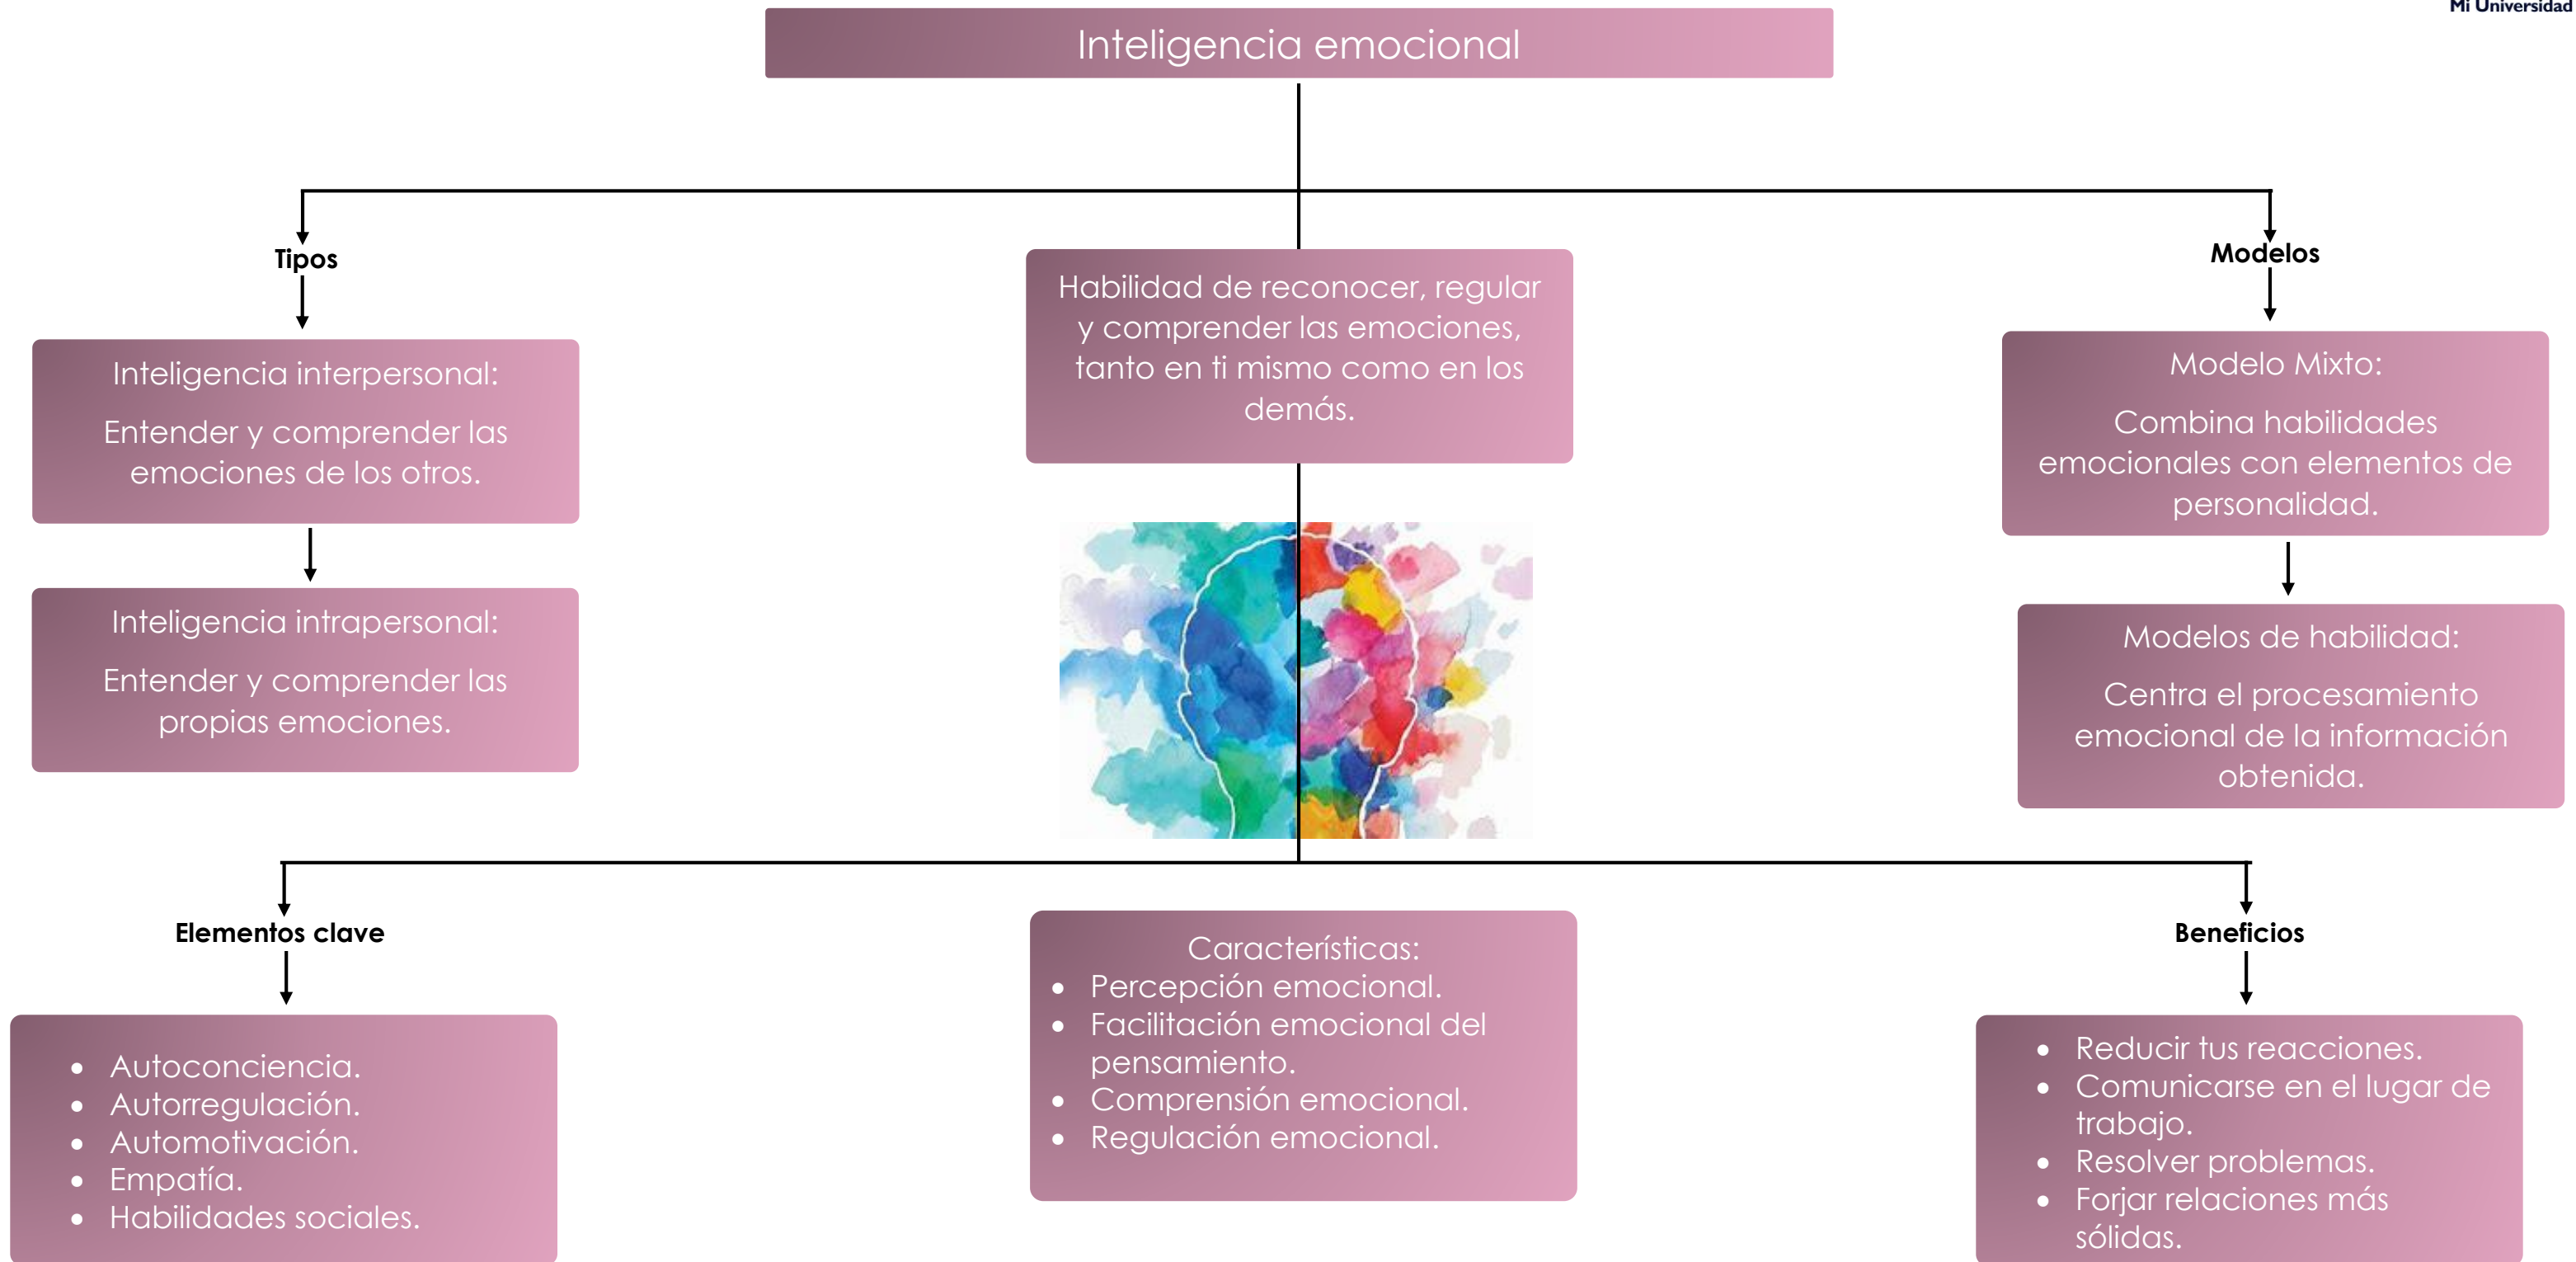 Mi Universidad
Inteligencia emocional
Tipos
Inteligencia interpersonal:
Entender y comprender las
emociones de los otros.
Inteligencia intrapersonal:
Entender y comprender las
propias emociones.
Habilidad de reconocer, regular
y comprender las emociones,
tanto en ti mismo como en los
demás.
Modelos
Modelo Mixto:
Combina habilidades
emocionales con elementos de
personalidad.
Modelos de habilidad:
Centra el procesamiento
emocional de la información
obtenida.
Elementos clave
• Autoconciencia.
• Autorregulación.
• Automotivación.
• Empatía.
• Habilidades sociales.
Características:
• Percepción emocional.
• Facilitación emocional del
pensamiento.
• Comprensión emocional.
• Regulación emocional.
Beneficios
• Reducir tus reacciones.
• Comunicarse en el lugar de
trabajo.
• Resolver problemas.
• Forjar relaciones más
sólidas.